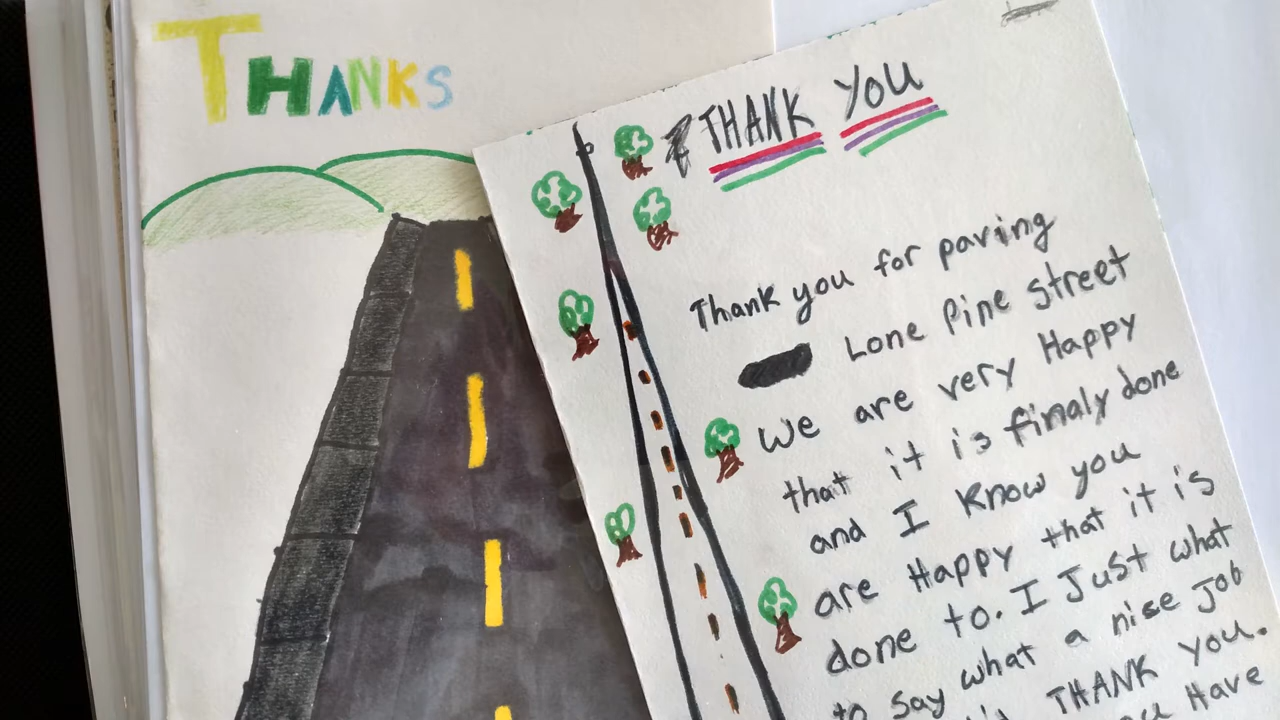 THANKS
THANK YOU
Thank you for paving
Lone Pine street
We are very Happy
that it is finaly done
and I know you
are Happy that it is
done to. I Just what
to say what a nise job
THANK you.
Have